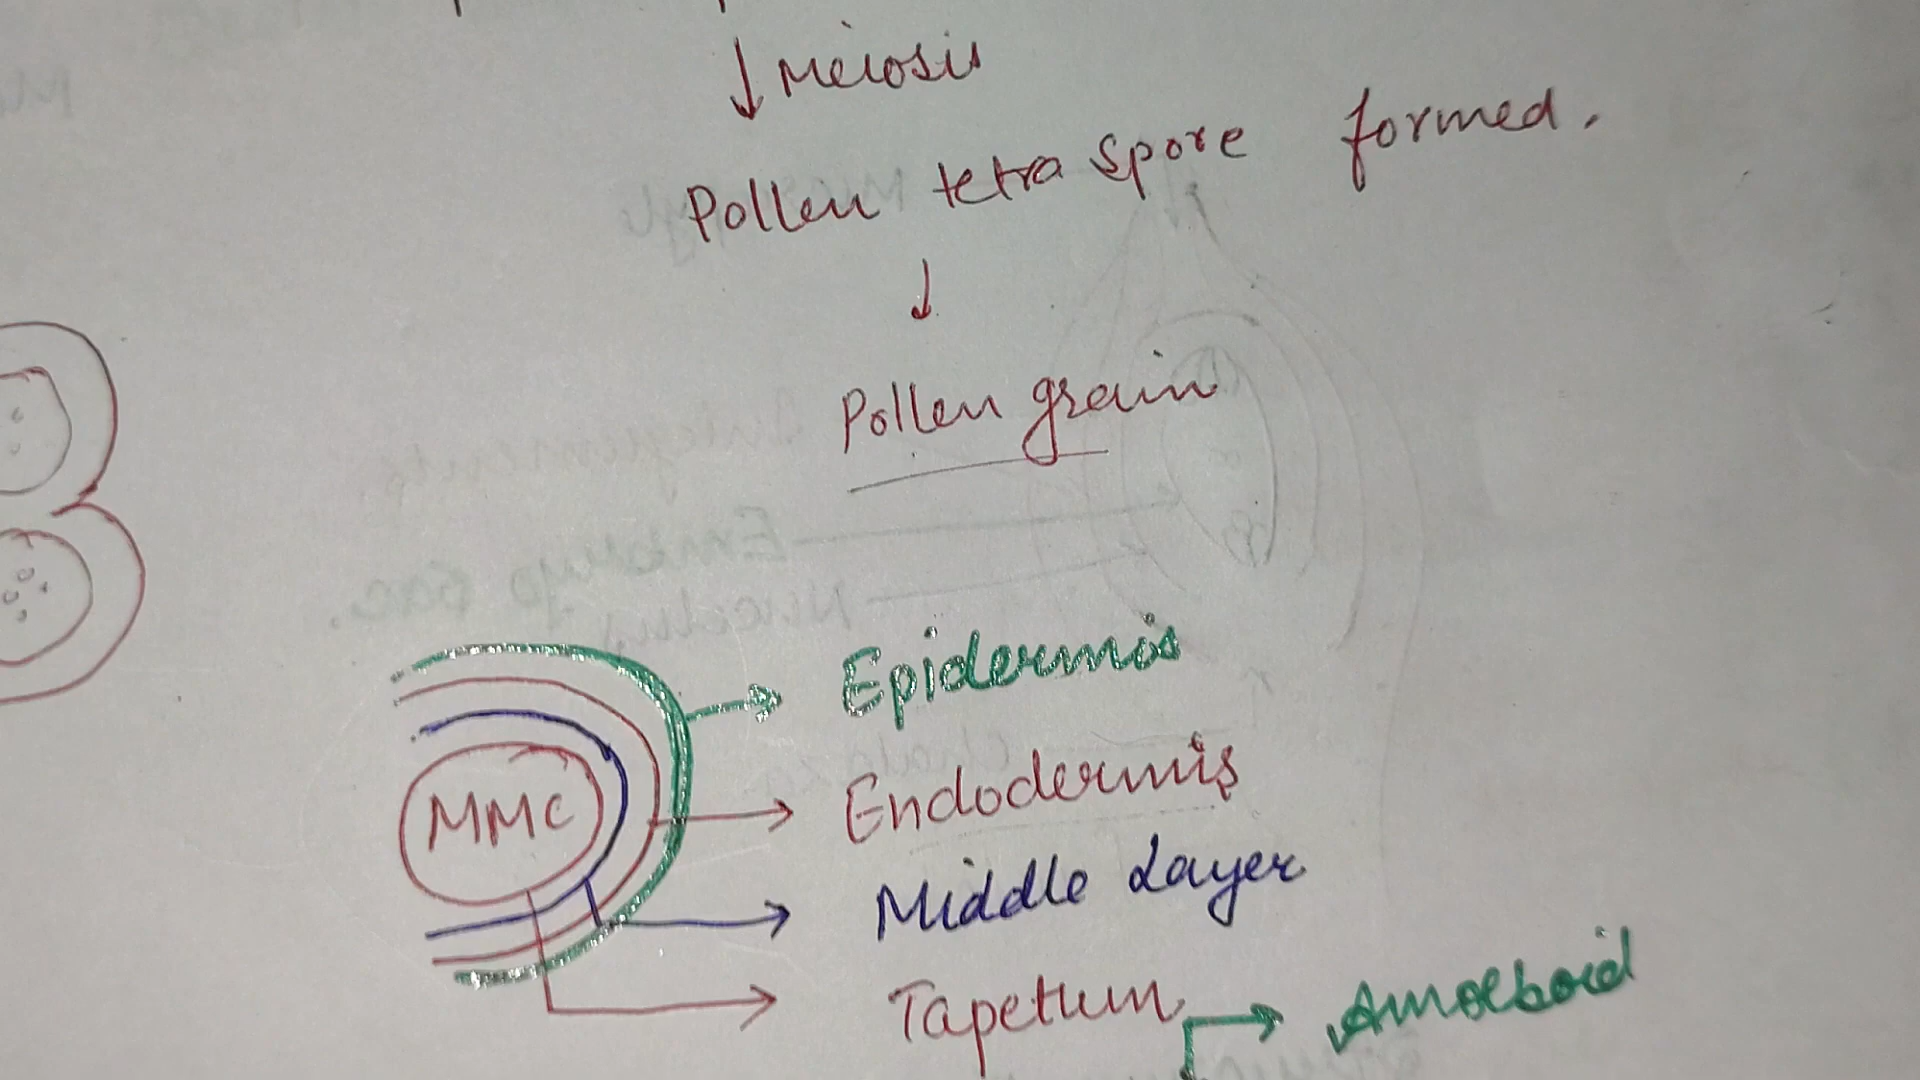 ↓ Meiosis
Pollen tetra spore formed.
↓
Pollen grain
Epidermis
MMC
Endodermis
Middle Layer
Tapetum → Amoeboid